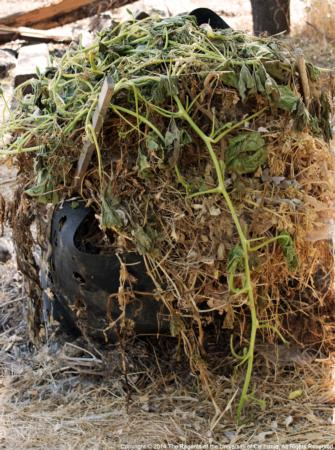 Copyright © 2014 The Regents of the University of California. All Rights Reserved.